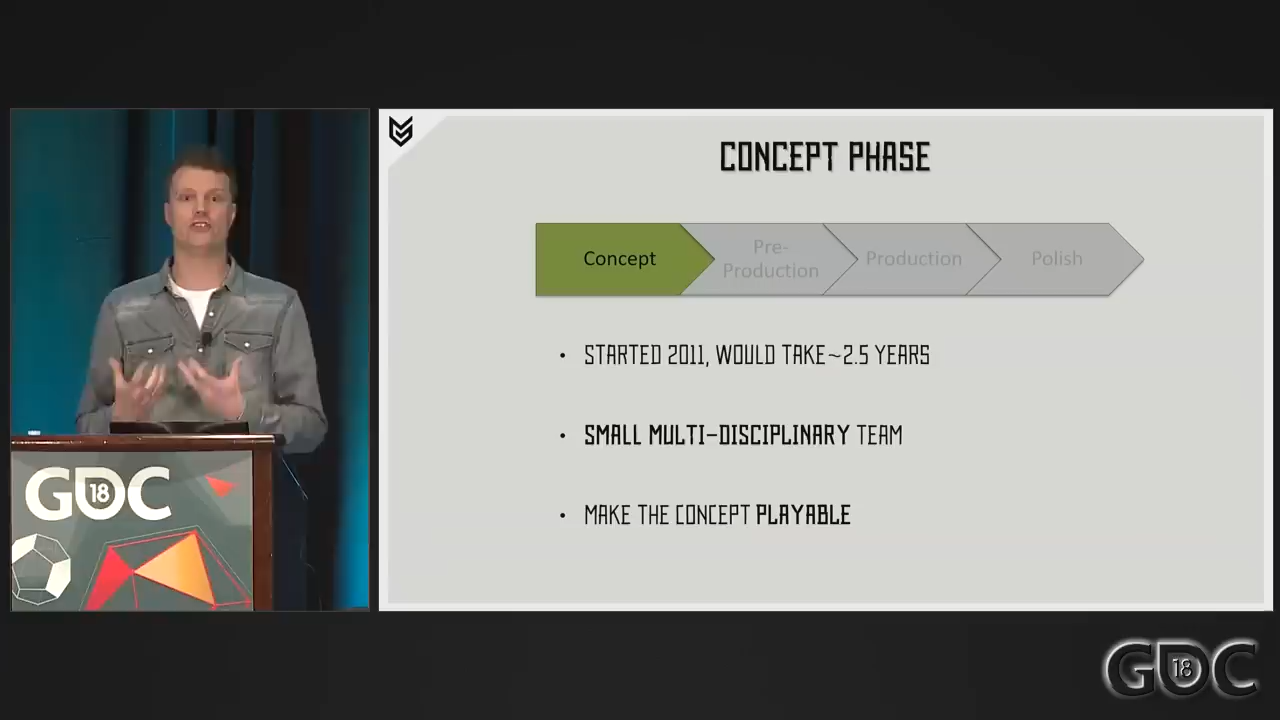 CONCEPT PHASE
Concept
Pre-
Production
Production
Polish
• STARTED 2011, WOULD TAKE ~2.5 YEARS
• SMALL MULTI-DISCIPLINARY TEAM
• MAKE THE CONCEPT PLAYABLE
GDC 18
GDC 18